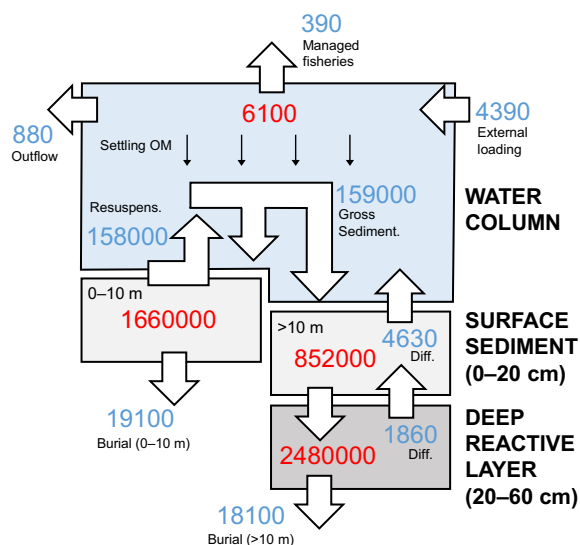 390
Managed
fisheries
6100
880
Outflow
4390
External
loading
Settling OM
159000
Gross
Sediment.
Resuspens.
158000
WATER
COLUMN
0–10 m
1660000
>10 m
4630
Diff.
852000
SURFACE
SEDIMENT
(0–20 cm)
19100
Burial (0–10 m)
1860
Diff.
2480000
DEEP
REACTIVE
LAYER
(20–60 cm)
18100
Burial (>10 m)